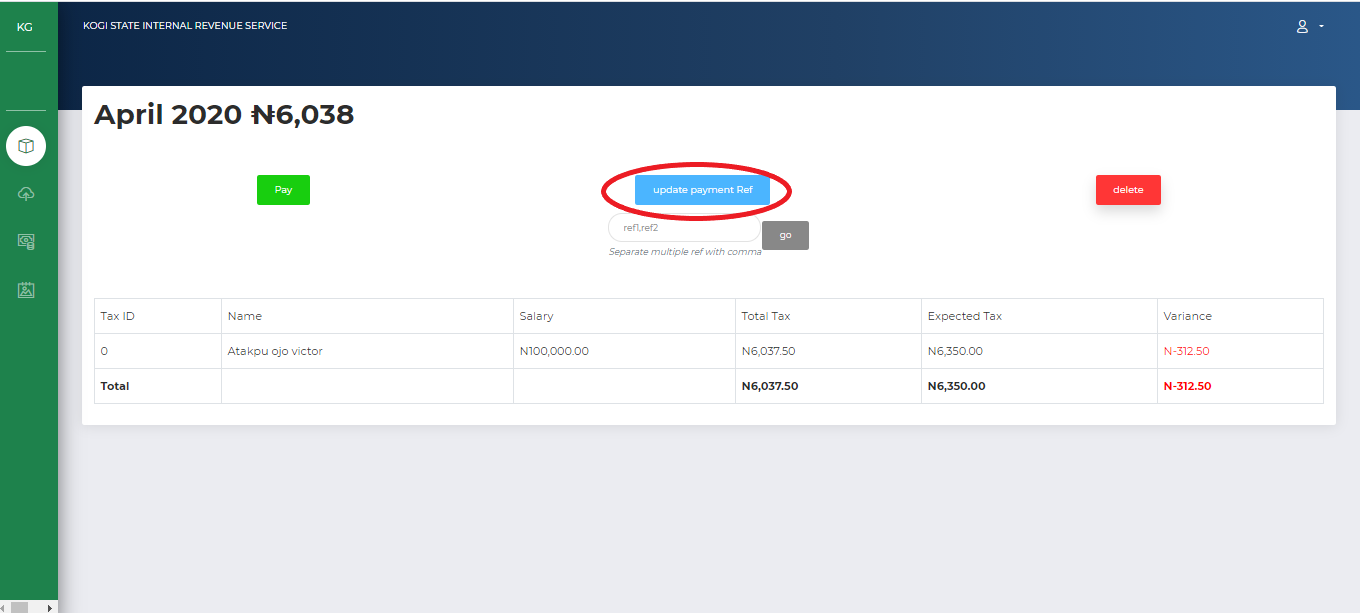 KG
KOGI STATE INTERNAL REVENUE SERVICE
April 2020 ₦6,038
Pay
update payment Ref
delete
ref1,ref2
go
Separate multiple ref with comma
Tax ID Name Salary Total Tax Expected Tax Variance
0 Atakpu ojo victor N100,000.00 N6,037.50 N6,350.00 N-312.50
Total N6,037.50 N6,350.00 N-312.50